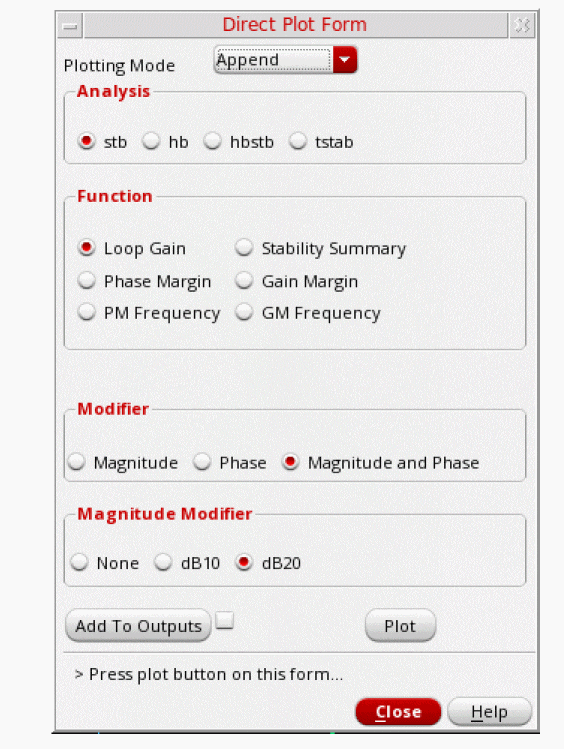 Direct Plot Form
Plotting Mode Append
Analysis
stb hb hbstb tstab
Function
Loop Gain Stability Summary
Phase Margin Gain Margin
PM Frequency GM Frequency
Modifier
Magnitude Phase Magnitude and Phase
Magnitude Modifier
None dB10 dB20
Add To Outputs Plot
> Press plot button on this form...
Close Help